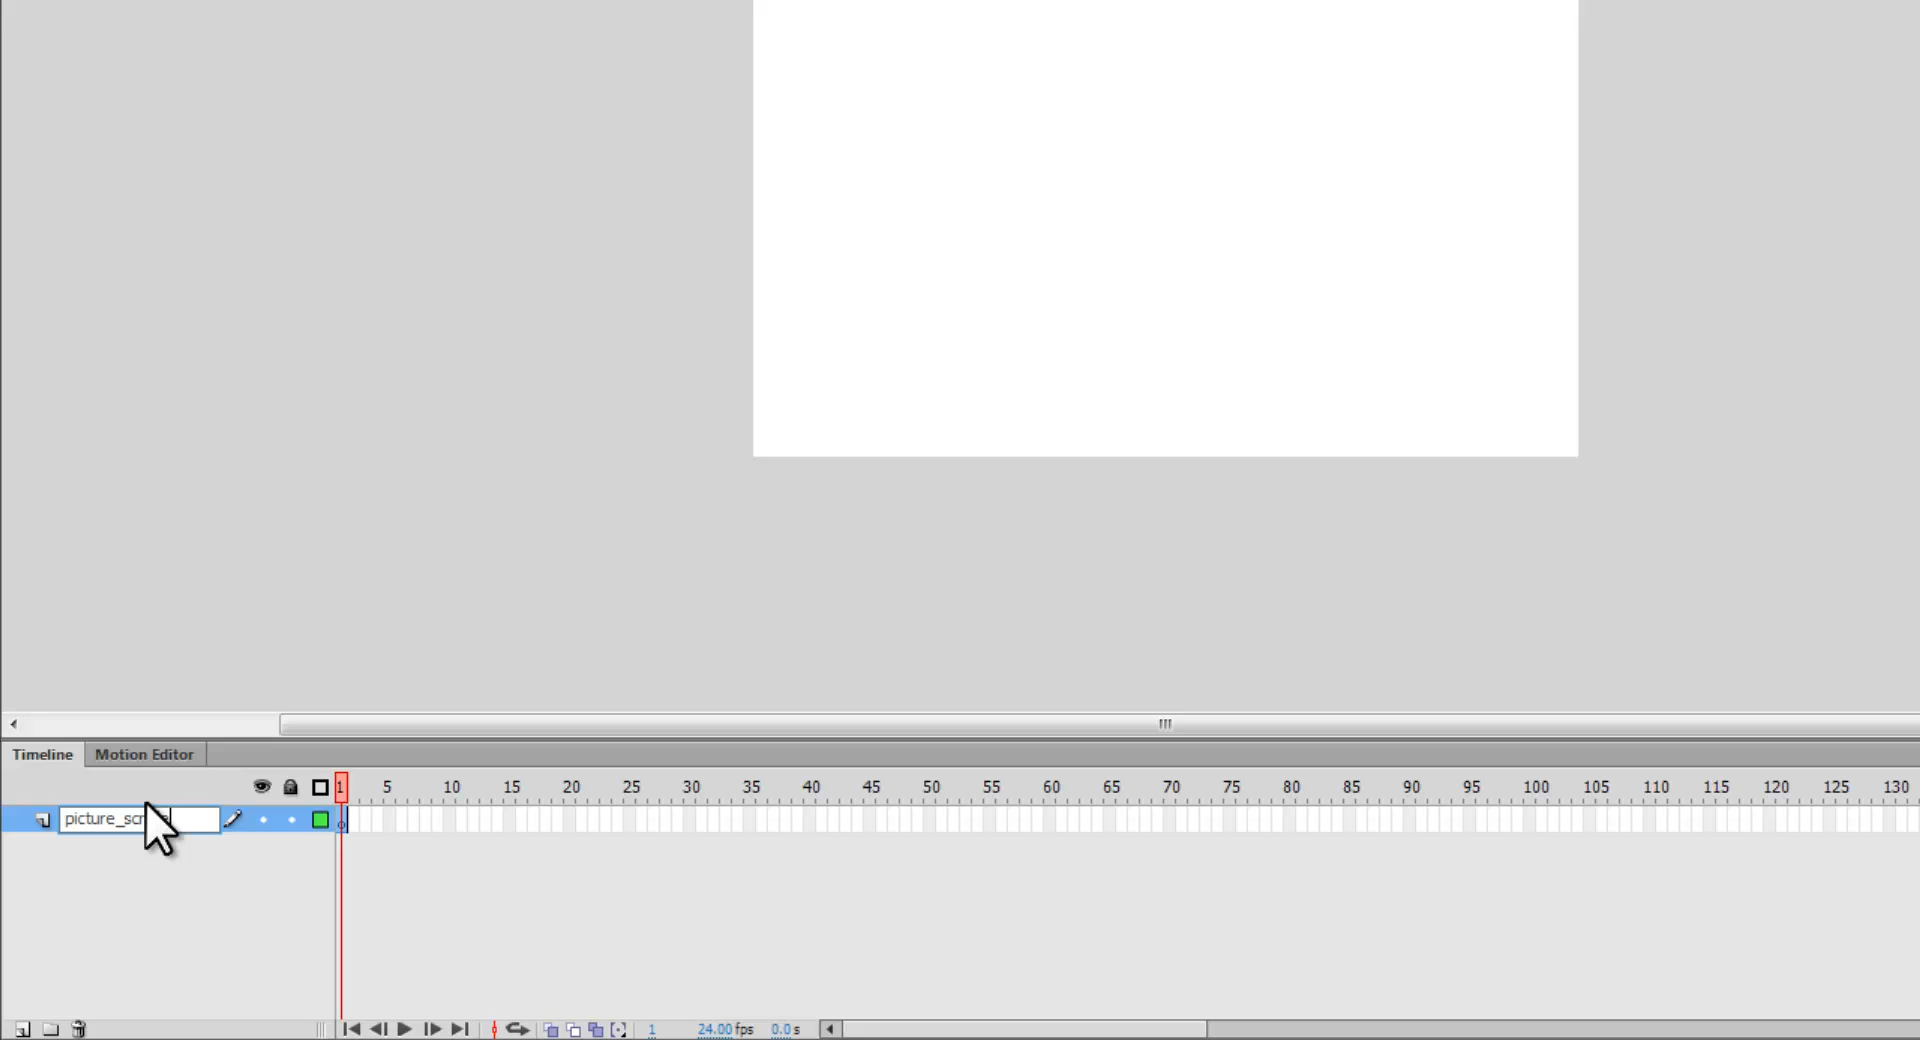 Timeline Motion Editor
1 5 10 15 20 25 30 35 40 45 50 55 60 65 70 75 80 85 90 95 100 105 110 115 120 125 130
1 24.00 fps 0.0 s